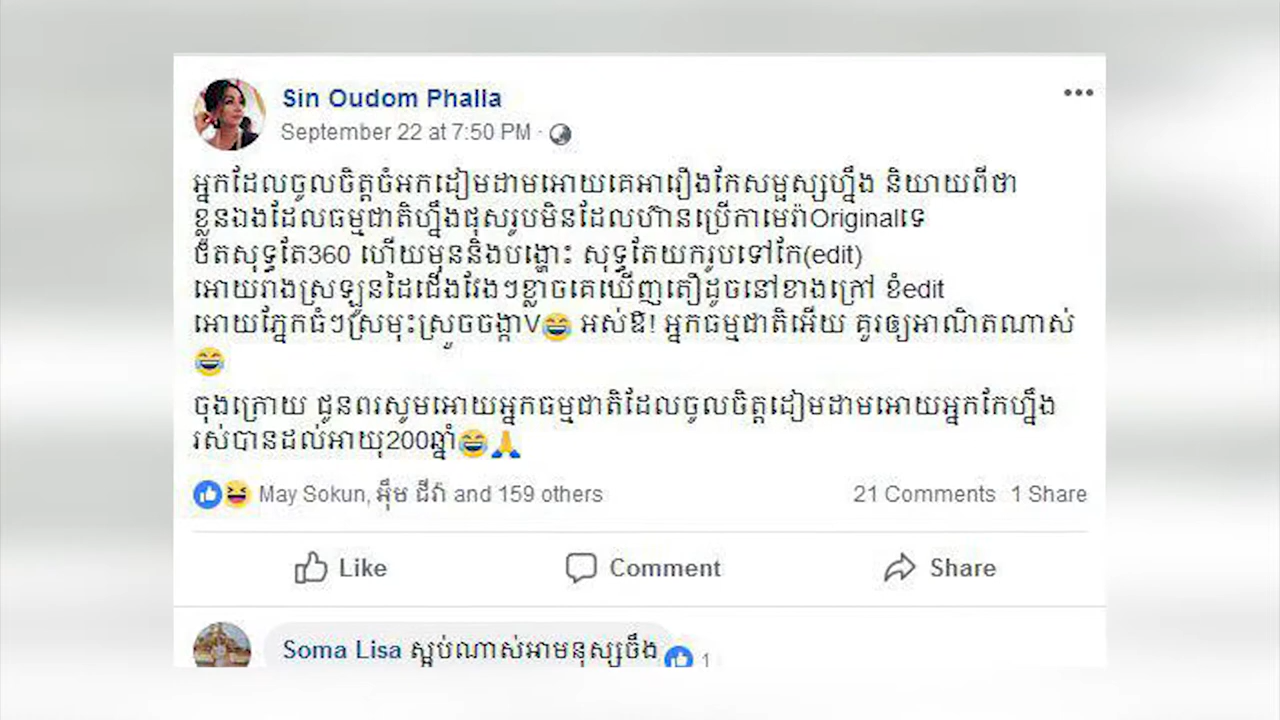 Sin Oudom Phalla
September 22 at 7:50 PM ·
អ្នកដែលចូលចិត្តចំអកដៀមដាមអោយគេអារឿងកែសម្ផស្សហ្នឹង និយាយពីថា
ខ្លួនឯងដែលធម្មជាតិហ្នឹងផុសរូបមិនដែលហ៊ានប្រើកាមេរ៉ាOriginalទេ
ថតសុទ្ធតែ360 ហើយមុននិងបង្ហោះ សុទ្ធតែយករូបទៅកែ(edit)
អោយរាងស្រឡូនដៃជើងវែងៗខ្លាចគេឃើញតឿដូចនៅខាងក្រៅ ខំedit
អោយភ្នែកធំៗស្រមុះស្រួចចង្កាV😂 អស់ឱ! អ្នកធម្មជាតិអើយ គួរឲ្យអាណិតណាស់
😂
ចុងក្រោយ ជូនពរសូមអោយអ្នកធម្មជាតិដែលចូលចិត្តដៀមដាមអោយអ្នកកែហ្នឹង
រស់បានដល់អាយុ200ឆ្នាំ😂🙏
May Sokun, អ៊ឹម ជីវ៉ា and 159 others 21 Comments 1 Share
Like Comment Share
Soma Lisa ស្អប់ណាស់អាមនុស្សចឹង 1